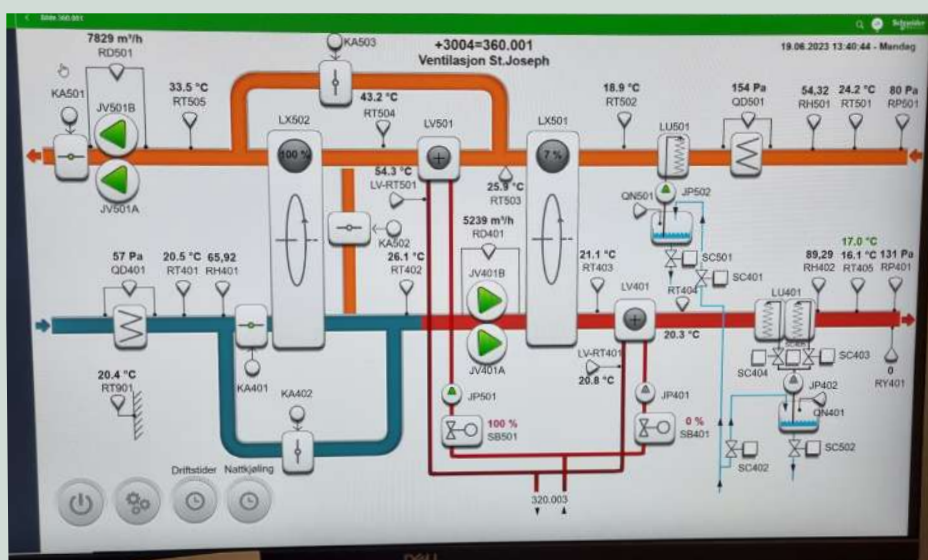 Bilde.360.001
Schneider
7829 m³/h
RD501
KA503
+3004=360.001
Ventilasjon St.Joseph
19.06.2023 13:40:44 - Mandag
KA501
JV501B
33.5 °C
RT505
LX502
43.2 °C
RT504
LV501
LX501
18.9 °C
RT502
LU501
154 Pa
QD501
54,32
RH501
24.2 °C
RT501
80 Pa
RP501
100 %
7 %
JV501A
54.3 °C
LV-RT501
25.9 °C
RT503
QN501
JP502
5239 m³/h
RD401
KA502
57 Pa
QD401
20.5 °C
RT401
65,92
RH401
26.1 °C
RT402
JV401B
21.1 °C
RT403
LV401
RT404
SC501
SC401
89,29
RH402
17.0 °C
16.1 °C
RT405
131 Pa
RP401
LU401
20.3 °C
LV-RT401
20.8 °C
JV401A
SC405
SC404
SC403
0
RY401
20.4 °C
RT901
KA401
KA402
JP501
JP401
JP402
QN401
100 %
SB501
0 %
SB401
SC402
SC502
Driftstider
Nattkjøling
320.003
DELL